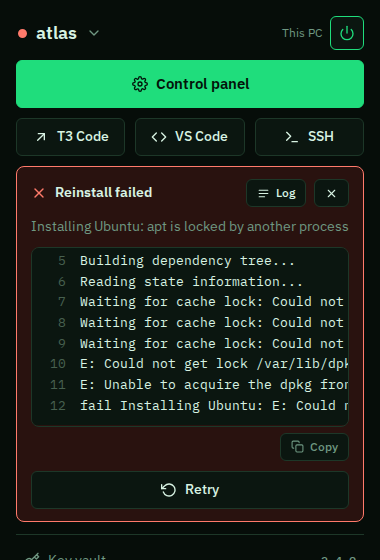 atlas
This PC
Control panel
T3 Code
VS Code
SSH
Reinstall failed
Log
Installing Ubuntu: apt is locked by another process
5 Building dependency tree...
6 Reading state information...
7 Waiting for cache lock: Could not
8 Waiting for cache lock: Could not
9 Waiting for cache lock: Could not
10 E: Could not get lock /var/lib/dpk
11 E: Unable to acquire the dpkg fron
12 fail Installing Ubuntu: E: Could n
Copy
Retry
Key vault